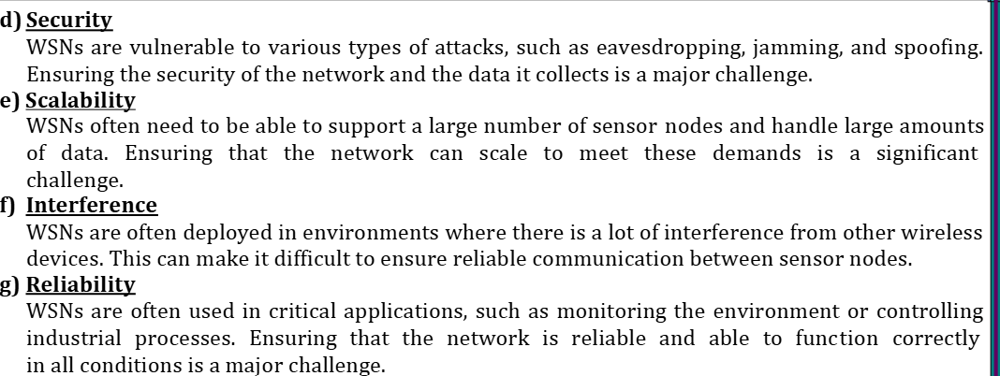 d) Security
WSNs are vulnerable to various types of attacks, such as eavesdropping, jamming, and spoofing.
Ensuring the security of the network and the data it collects is a major challenge.
e) Scalability
WSNs often need to be able to support a large number of sensor nodes and handle large amounts
of data. Ensuring that the network can scale to meet these demands is a significant
challenge.
f) Interference
WSNs are often deployed in environments where there is a lot of interference from other wireless
devices. This can make it difficult to ensure reliable communication between sensor nodes.
g) Reliability
WSNs are often used in critical applications, such as monitoring the environment or controlling
industrial processes. Ensuring that the network is reliable and able to function correctly
in all conditions is a major challenge.